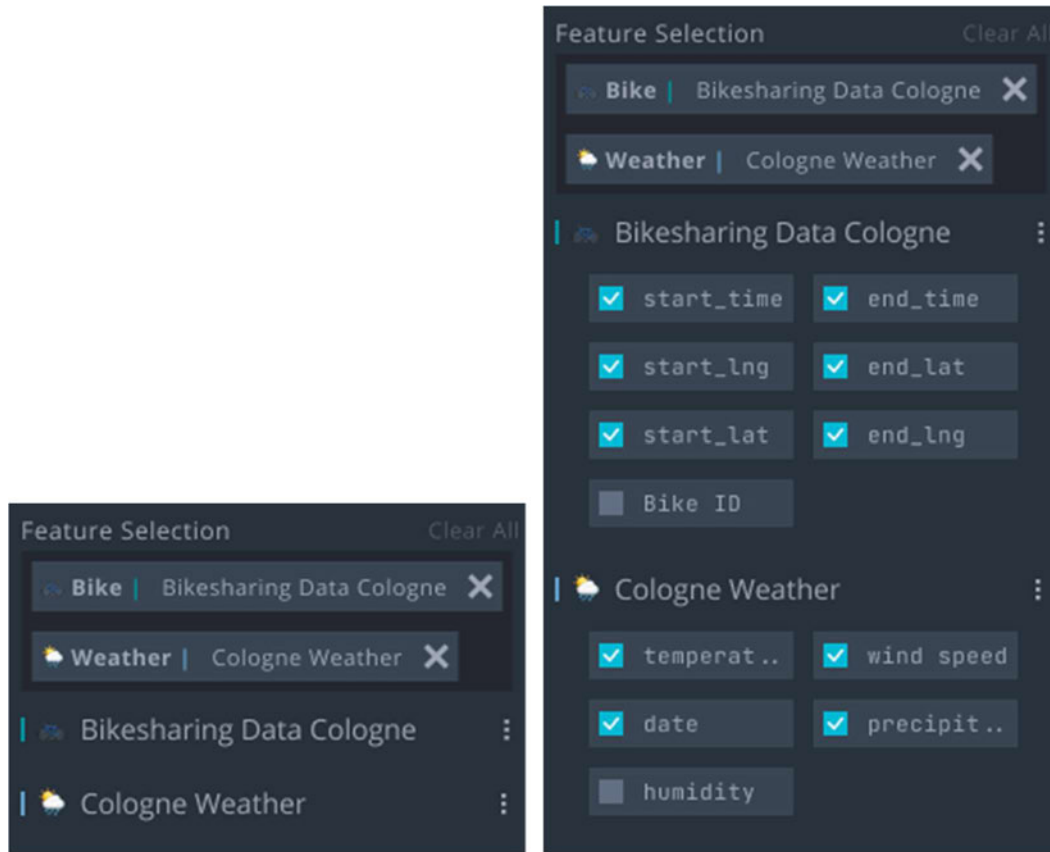 Feature Selection Clear All
Bike | Bikesharing Data Cologne
Weather | Cologne Weather
Bikesharing Data Cologne
Cologne Weather
Feature Selection Clear All
Bike | Bikesharing Data Cologne
Weather | Cologne Weather
Bikesharing Data Cologne
start_time end_time
start_lng end_lat
start_lat end_lng
Bike ID
Cologne Weather
temperat.. wind speed
date precipit..
humidity